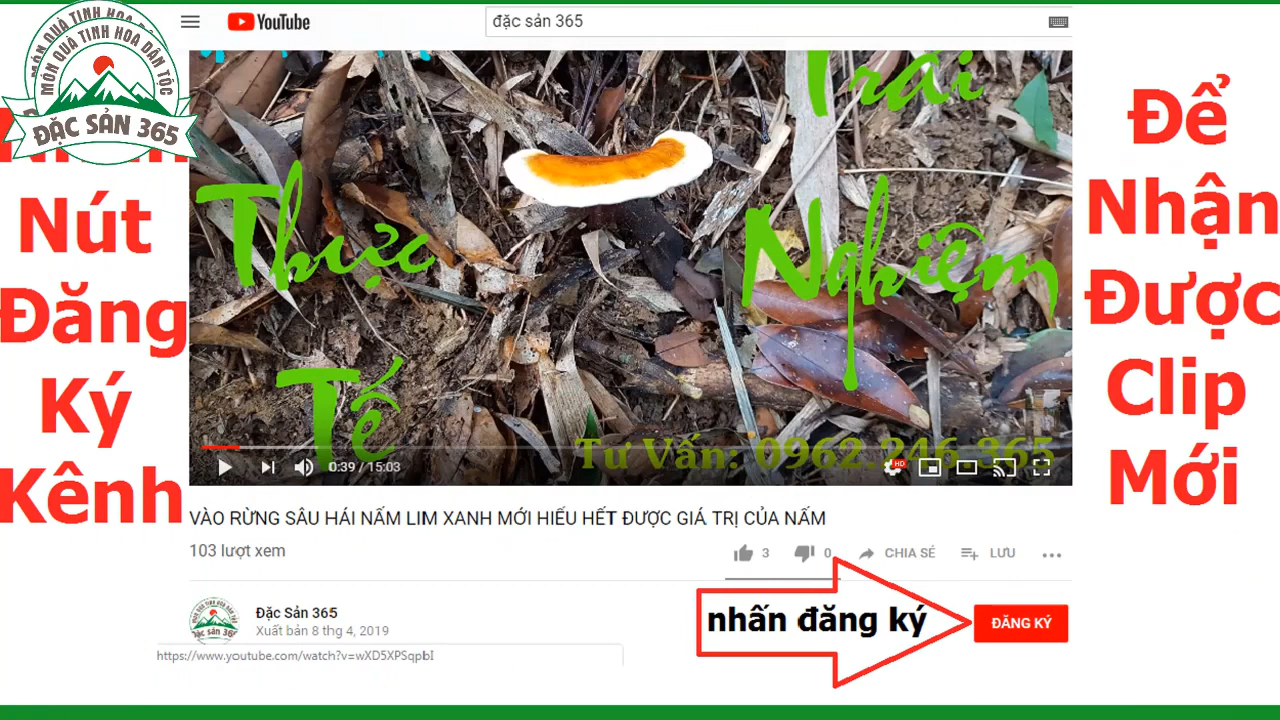 MÓN QUÀ TINH HOA DÂN TỘC
ĐẶC SẢN 365
Nút
Đăng
Ký
Kênh
YouTube
đặc sản 365
Trải
Thực
Nghiệm
Tế
Tư Vấn: 0962.246.365
0:39 / 15:03
HD
VÀO RỪNG SÂU HÁI NẤM LIM XANH MỚI HIẾU HẾT ĐƯỢC GIÁ TRỊ CỦA NẤM
103 lượt xem
3
0
CHIA SẺ
LƯU
Đặc Sản 365
Xuất bản 8 thg 4, 2019
nhấn đăng ký
ĐĂNG KÝ
https://www.youtube.com/watch?v=wXD5XPSqpbI
Để
Nhận
Được
Clip
Mới